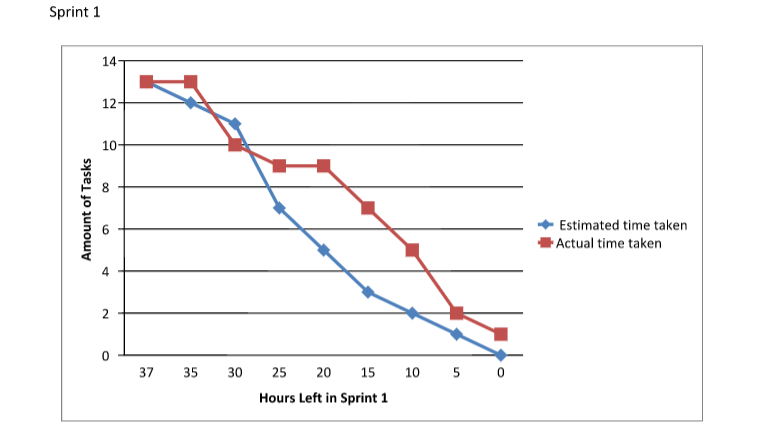 Sprint 1
14
12
10
8
6
4
2
0
Amount of Tasks
37 35 30 25 20 15 10 5 0
Hours Left in Sprint 1
Estimated time taken
Actual time taken